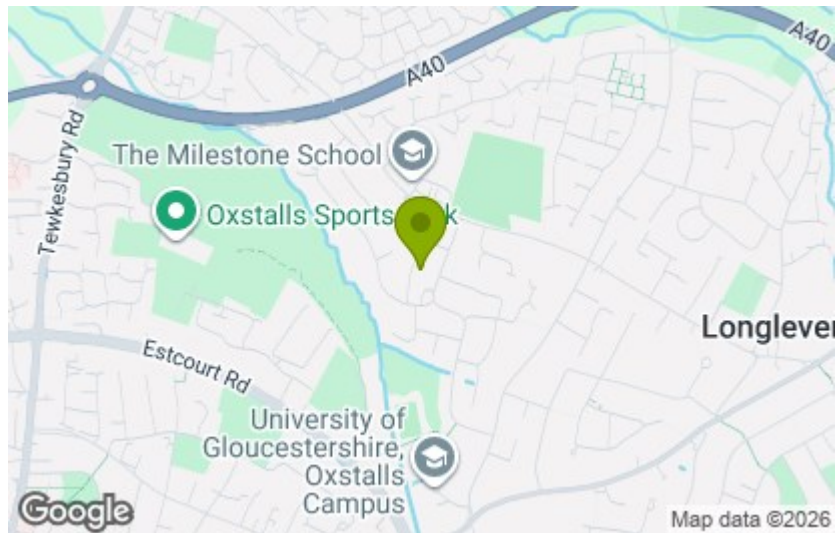 A40
A40
Tewkesbury Rd
The Milestone School
Oxstalls Sports
Longlever
Estcourt Rd
University of
Gloucestershire,
Oxstalls
Campus
Google
Map data ©2026